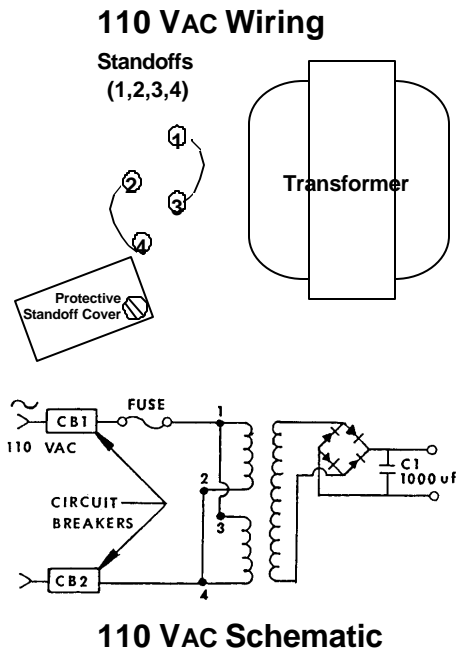 110 VAC Wiring
Standoffs
(1,2,3,4)
1
2
3
4
Transformer
Protective
Standoff Cover
CB1
FUSE
1
110 VAC
2
3
C1
1000 uf
CIRCUIT
BREAKERS
CB2
4
110 VAC Schematic